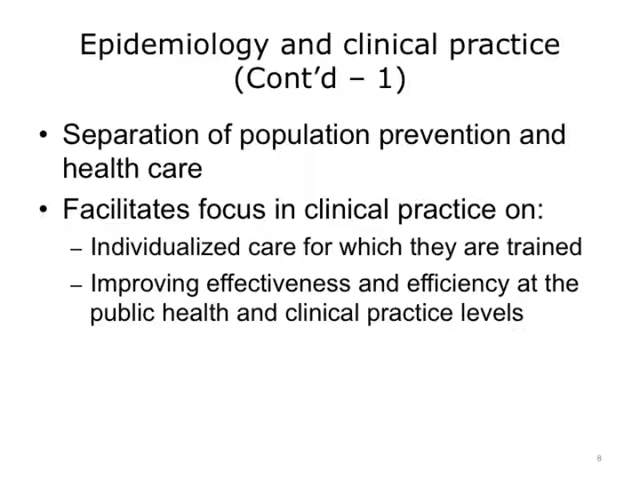 Epidemiology and clinical practice
(Cont’d – 1)
• Separation of population prevention and
health care
• Facilitates focus in clinical practice on:
– Individualized care for which they are trained
– Improving effectiveness and efficiency at the
public health and clinical practice levels
8